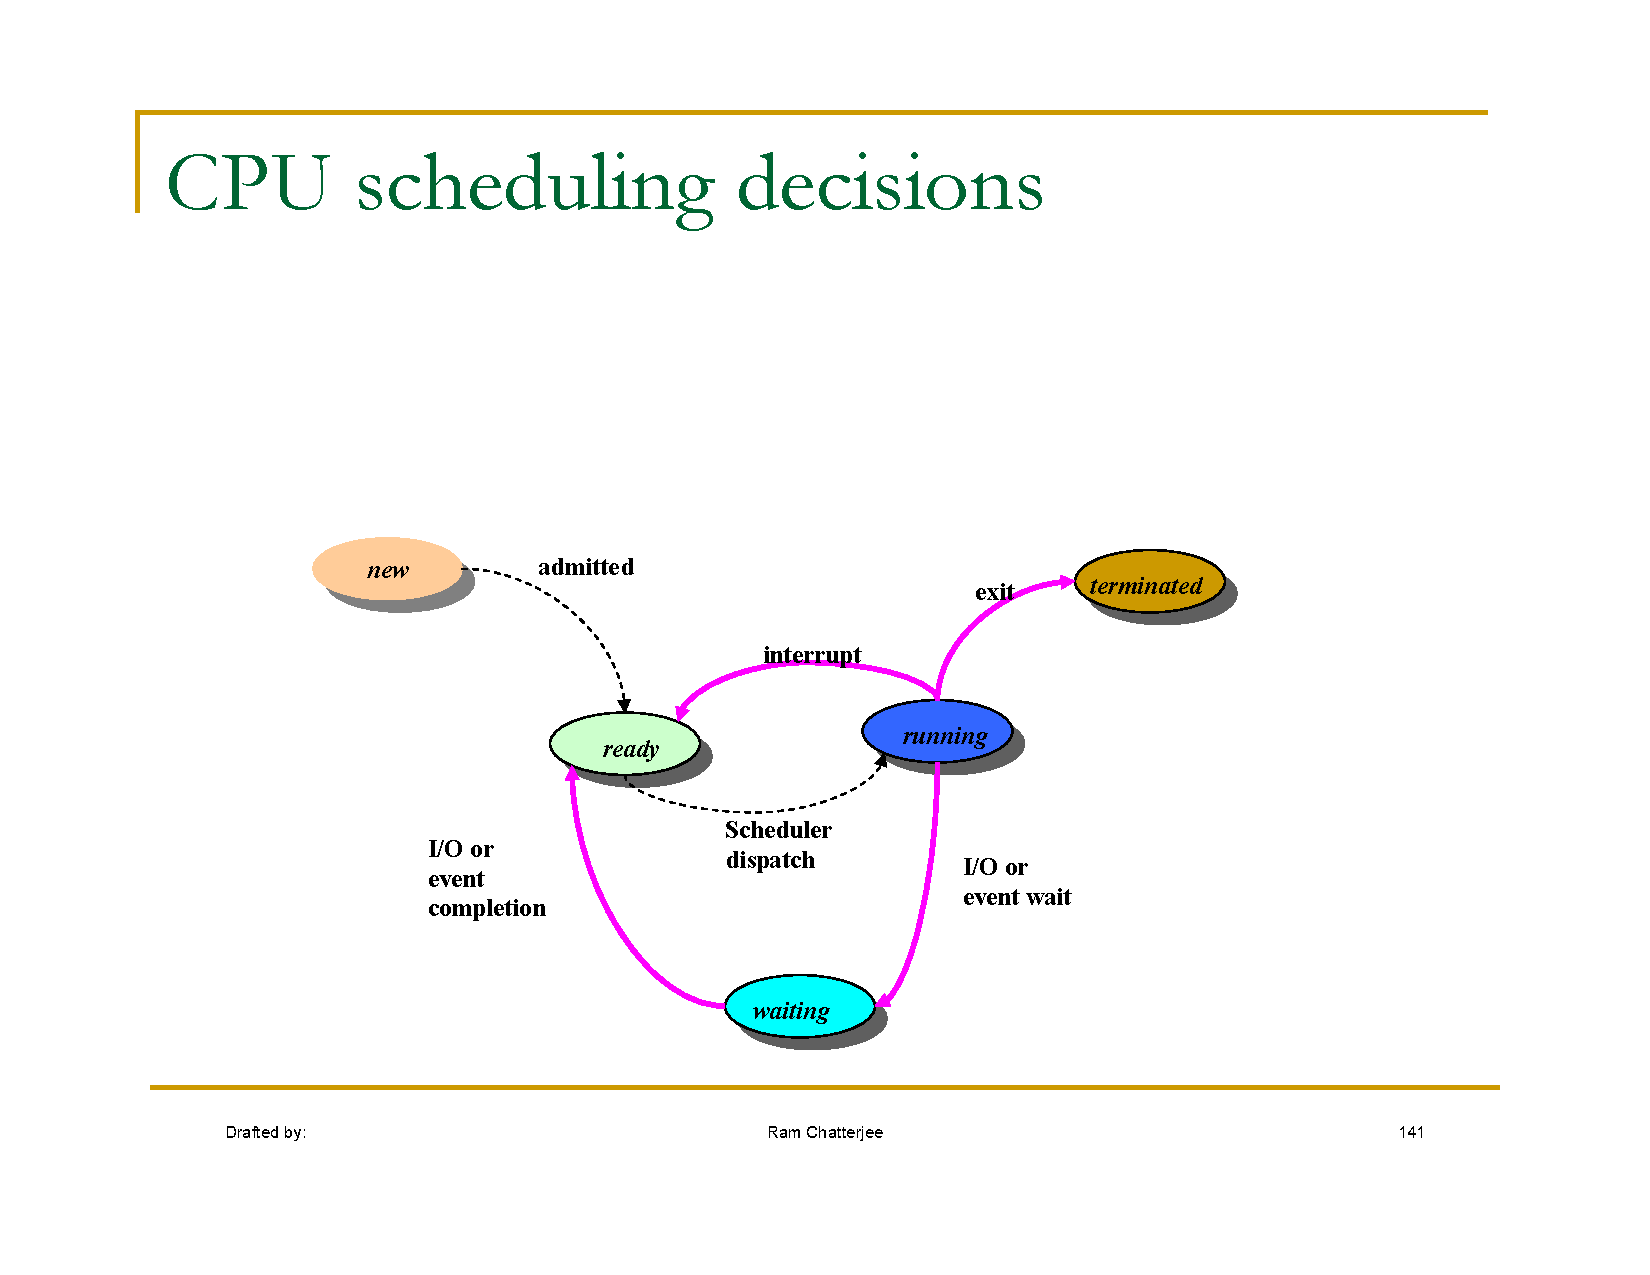 CPU scheduling decisions
new
admitted
exit
terminated
interrupt
ready
running
Scheduler
dispatch
I/O or
event
completion
I/O or
event wait
waiting
Drafted by:
Ram Chatterjee
141